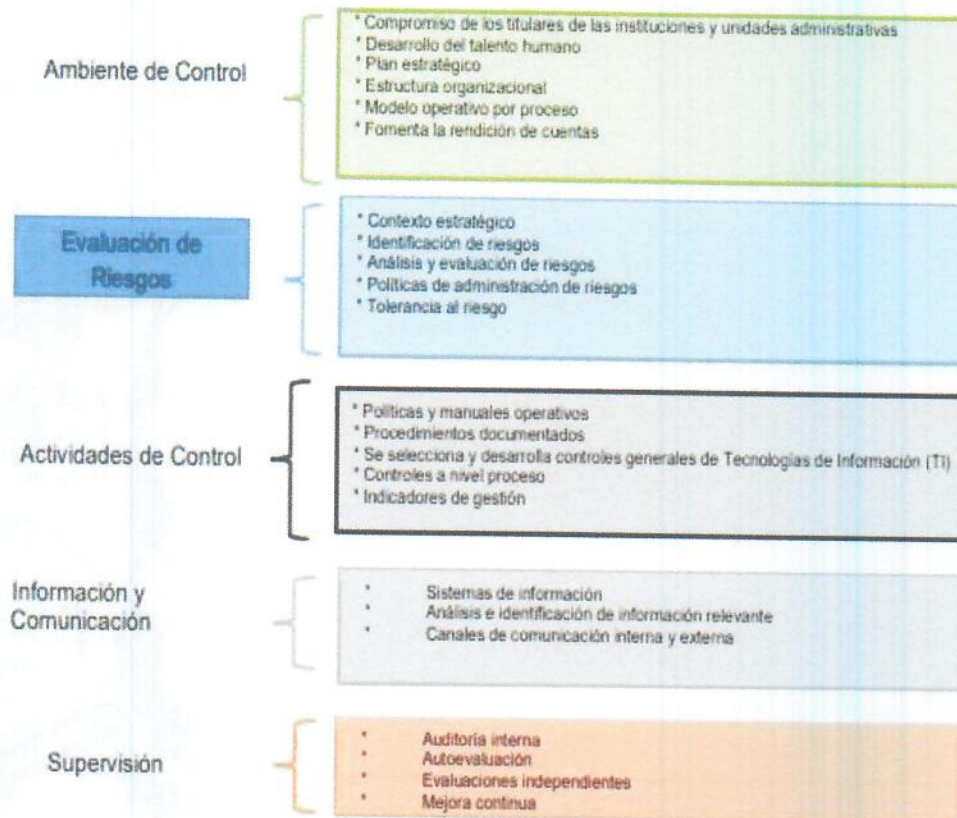 Ambiente de Control
* Compromiso de los titulares de las instituciones y unidades administrativas
* Desarrollo del talento humano
* Plan estratégico
* Estructura organizacional
* Modelo operativo por proceso
* Fomenta la rendición de cuentas
Evaluación de
Riesgos
* Contexto estratégico
* Identificación de riesgos
* Análisis y evaluación de riesgos
* Políticas de administración de riesgos
* Tolerancia al riesgo
Actividades de Control
* Políticas y manuales operativos
* Procedimientos documentados
* Se selecciona y desarrolla controles generales de Tecnologías de Información (TI)
* Controles a nivel proceso
* Indicadores de gestión
Información y
Comunicación
* Sistemas de información
* Análisis e identificación de información relevante
* Canales de comunicación interna y externa
Supervisión
* Auditoría interna
* Autoevaluación
* Evaluaciones independientes
* Mejora continua